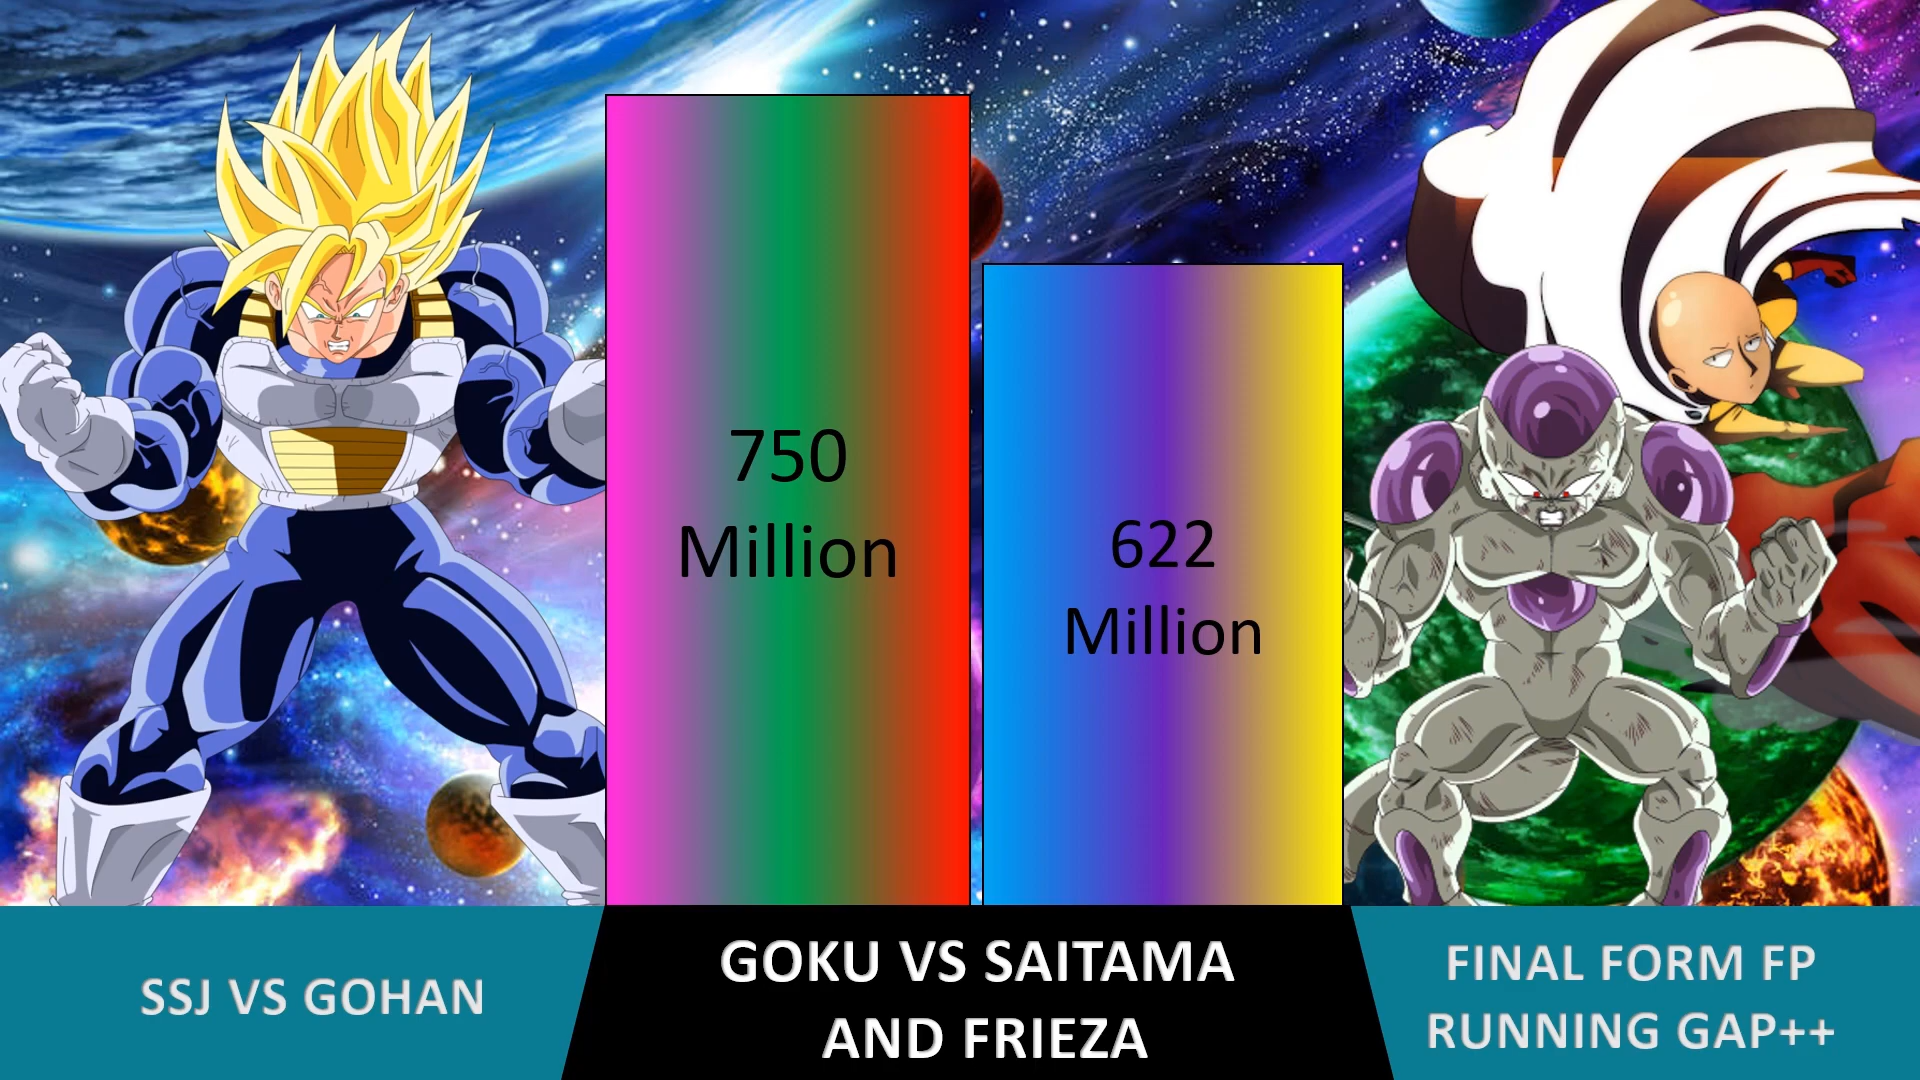 750
Million
622
Million
SSJ VS GOHAN
GOKU VS SAITAMA
AND FRIEZA
FINAL FORM FP
RUNNING GAP++